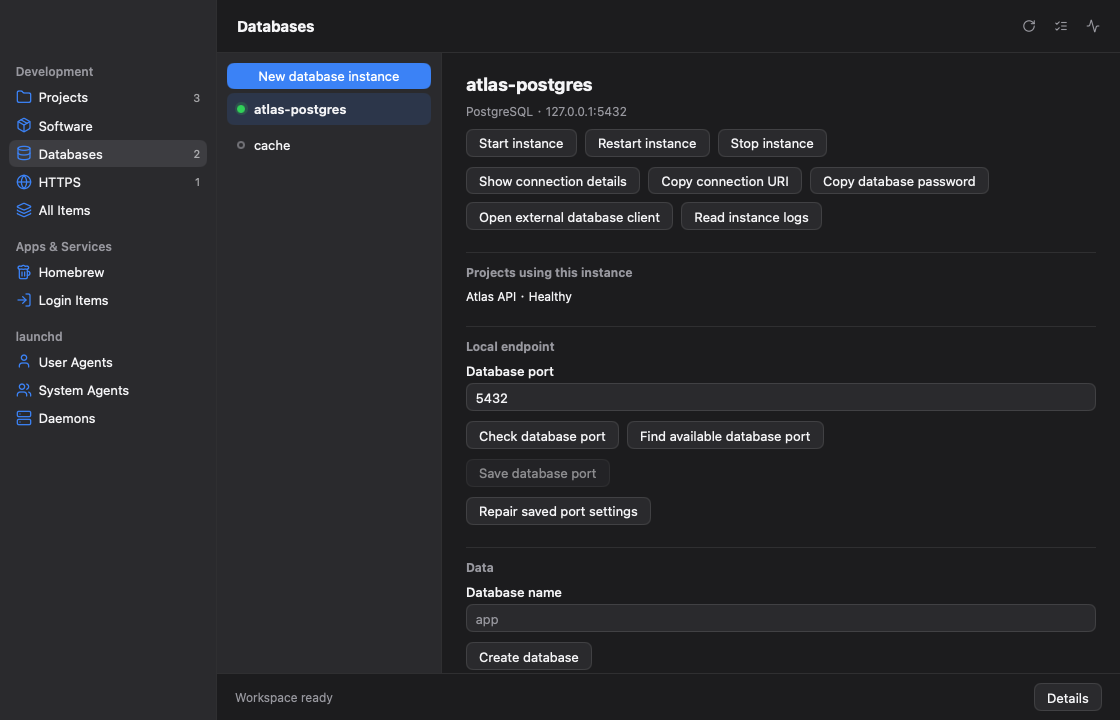 Databases
Development
Projects 3
Software
Databases 2
HTTPS 1
All Items
Apps & Services
Homebrew
Login Items
launchd
User Agents
System Agents
Daemons
New database instance
atlas-postgres
cache
atlas-postgres
PostgreSQL · 127.0.0.1:5432
Start instance Restart instance Stop instance
Show connection details Copy connection URI Copy database password
Open external database client Read instance logs
Projects using this instance
Atlas API · Healthy
Local endpoint
Database port
5432
Check database port Find available database port
Save database port
Repair saved port settings
Data
Database name
app
Create database
Workspace ready
Details